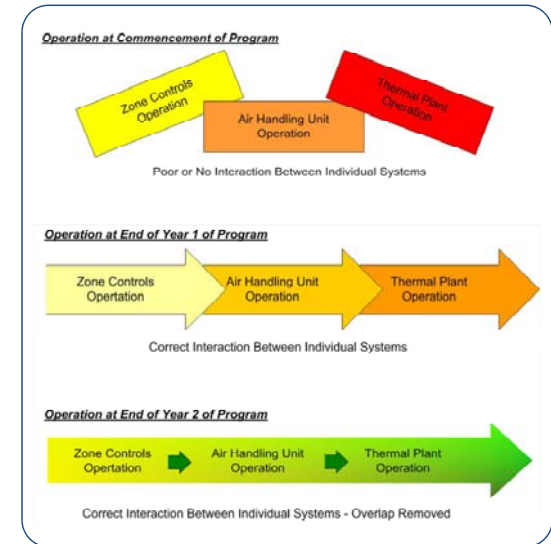 Operation at Commencement of Program
Zone Controls
Operation
Air Handling Unit
Operation
Thermal Plant
Operation
Poor or No Interaction Between Individual Systems
Operation at End of Year 1 of Program
Zone Controls
Opertation
Air Handling Unit
Operation
Thermal Plant
Operation
Correct Interaction Between Individual Systems
Operation at End of Year 2 of Program
Zone Controls
Opertation
Air Handling Unit
Operation
Thermal Plant
Operation
Correct Interaction Between Individual Systems - Overlap Removed